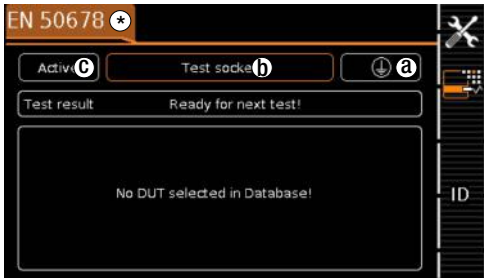 EN 50678 *
Active c Test socket b a
Test result Ready for next test!
No DUT selected in Database!
ID